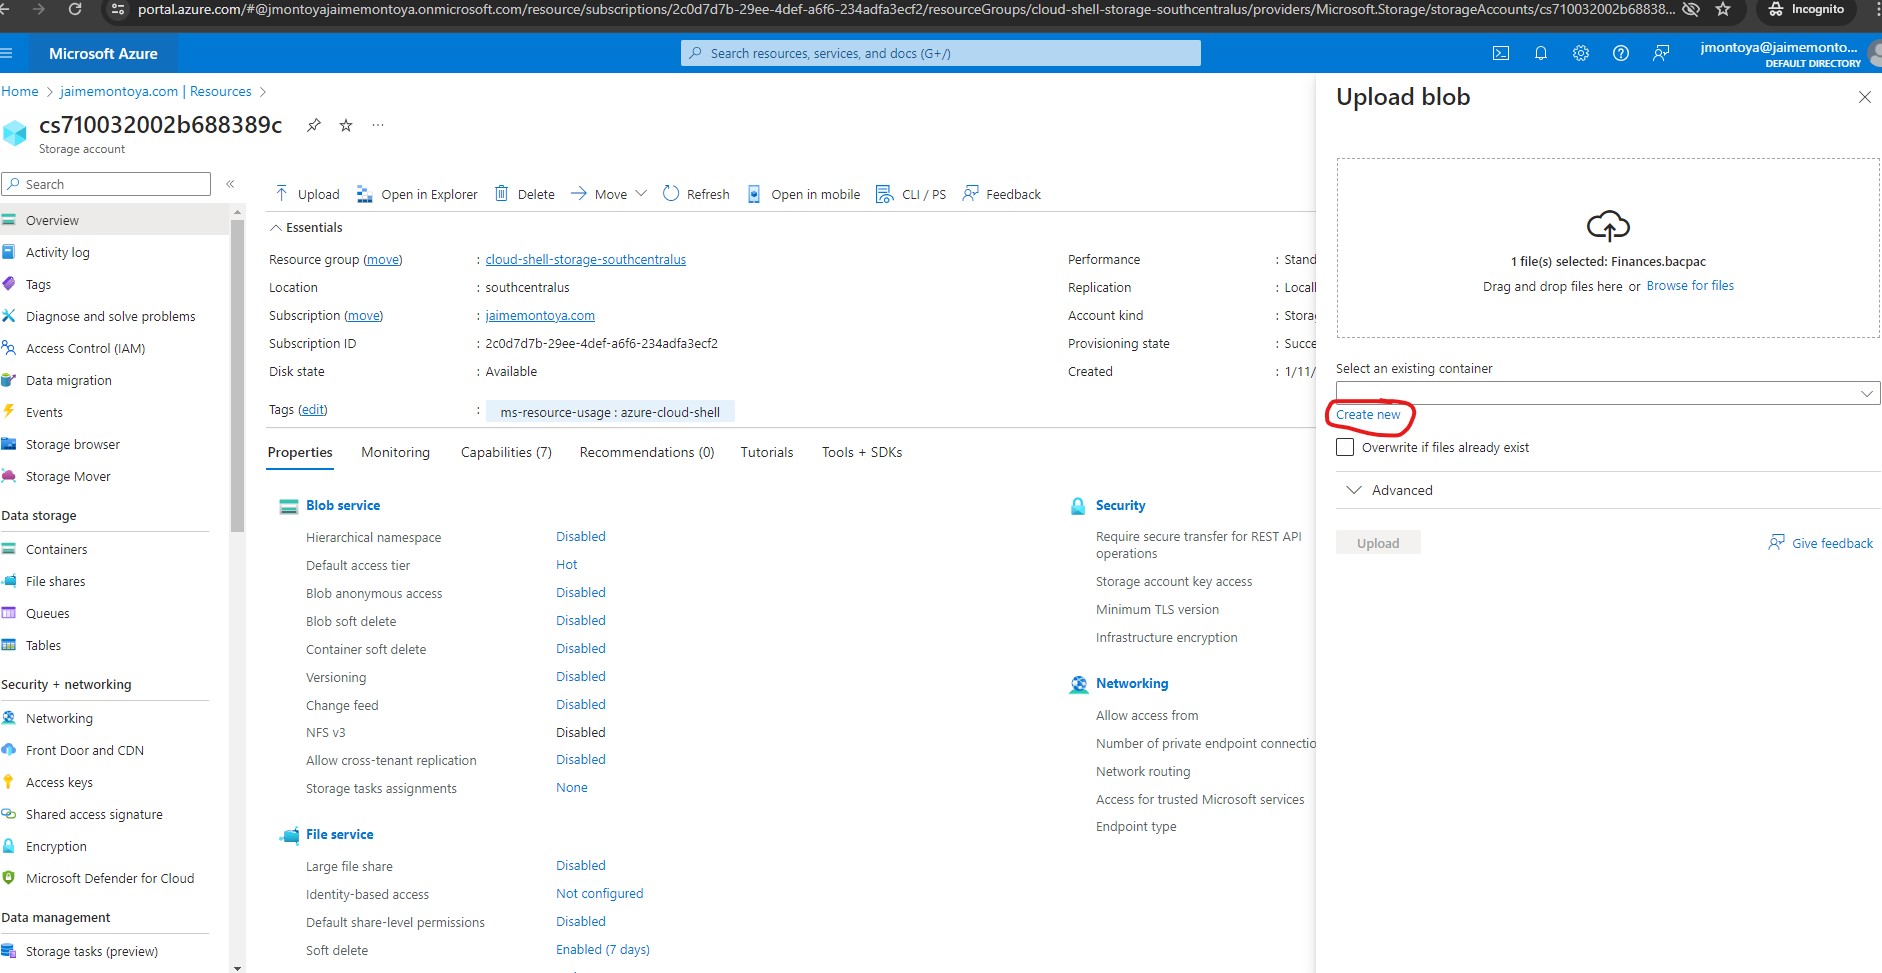 portal.azure.com/#@jmontoyajaimemontoya.onmicrosoft.com/resource/subscriptions/2c0d7d7b-29ee-4def-a6f6-234adfa3ecf2/resourceGroups/cloud-shell-storage-southcentralus/providers/Microsoft.Storage/storageAccounts/cs710032002b68838...
Incognito
Microsoft Azure
Search resources, services, and docs (G+/)
jmontoya@jaimemonto...
DEFAULT DIRECTORY
Home > jaimemontoya.com | Resources >
cs710032002b688389c
...
Storage account
Search
«
Overview
Activity log
Tags
Diagnose and solve problems
Access Control (IAM)
Data migration
Events
Storage browser
Storage Mover
Data storage
Containers
File shares
Queues
Tables
Security + networking
Networking
Front Door and CDN
Access keys
Shared access signature
Encryption
Microsoft Defender for Cloud
Data management
Storage tasks (preview)
Upload Open in Explorer Delete Move Refresh Open in mobile CLI / PS Feedback
Essentials
Resource group (move) : cloud-shell-storage-southcentralus
Location : southcentralus
Subscription (move) : jaimemontoya.com
Subscription ID : 2c0d7d7b-29ee-4def-a6f6-234adfa3ecf2
Disk state : Available
Tags (edit) : ms-resource-usage : azure-cloud-shell
Performance : Stand
Replication : Locall
Account kind : Storag
Provisioning state : Succe
Created : 1/11/
Properties Monitoring Capabilities (7) Recommendations (0) Tutorials Tools + SDKs
Blob service
Hierarchical namespace Disabled
Default access tier Hot
Blob anonymous access Disabled
Blob soft delete Disabled
Container soft delete Disabled
Versioning Disabled
Change feed Disabled
NFS v3 Disabled
Allow cross-tenant replication Disabled
Storage tasks assignments None
File service
Large file share Disabled
Identity-based access Not configured
Default share-level permissions Disabled
Soft delete Enabled (7 days)
Security
Require secure transfer for REST API
operations
Storage account key access
Minimum TLS version
Infrastructure encryption
Networking
Allow access from
Number of private endpoint connectio
Network routing
Access for trusted Microsoft services
Endpoint type
Upload blob
1 file(s) selected: Finances.bacpac
Drag and drop files here or Browse for files
Select an existing container
Create new
Overwrite if files already exist
Advanced
Upload
Give feedback